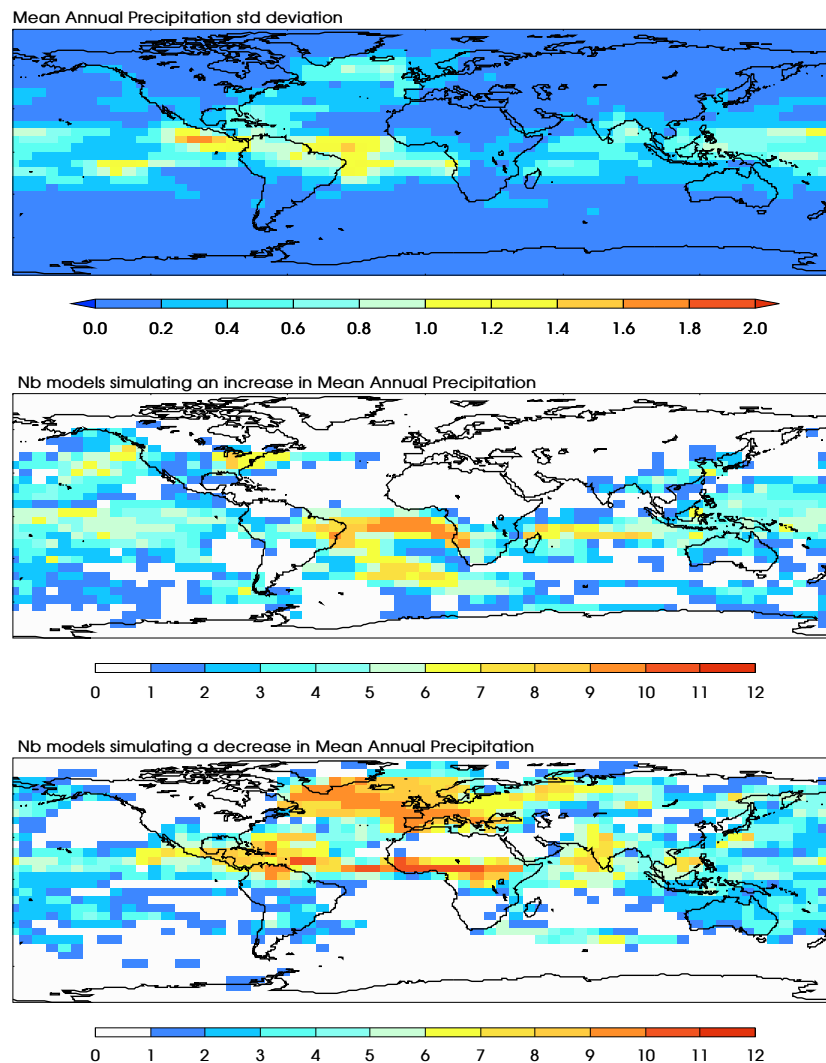 Mean Annual Precipitation std deviation
0.0 0.2 0.4 0.6 0.8 1.0 1.2 1.4 1.6 1.8 2.0
Nb models simulating an increase in Mean Annual Precipitation
0 1 2 3 4 5 6 7 8 9 10 11 12
Nb models simulating a decrease in Mean Annual Precipitation
0 1 2 3 4 5 6 7 8 9 10 11 12